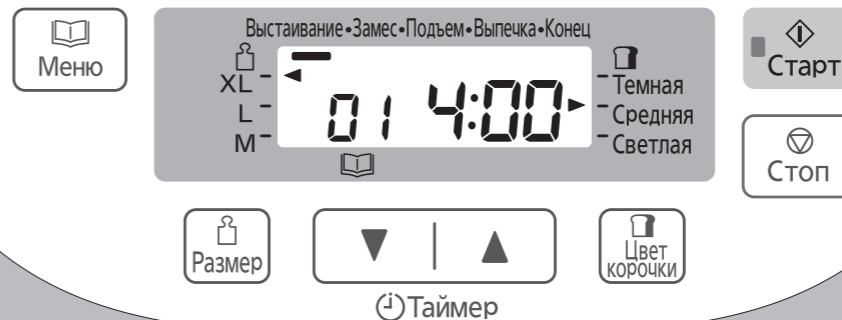 Меню
Выстаивание•Замес•Подъем•Выпечка•Конец
XL
L
M
01 4:00
Темная
Средняя
Светлая
Старт
Стоп
Размер
Цвет
корочки
Таймер